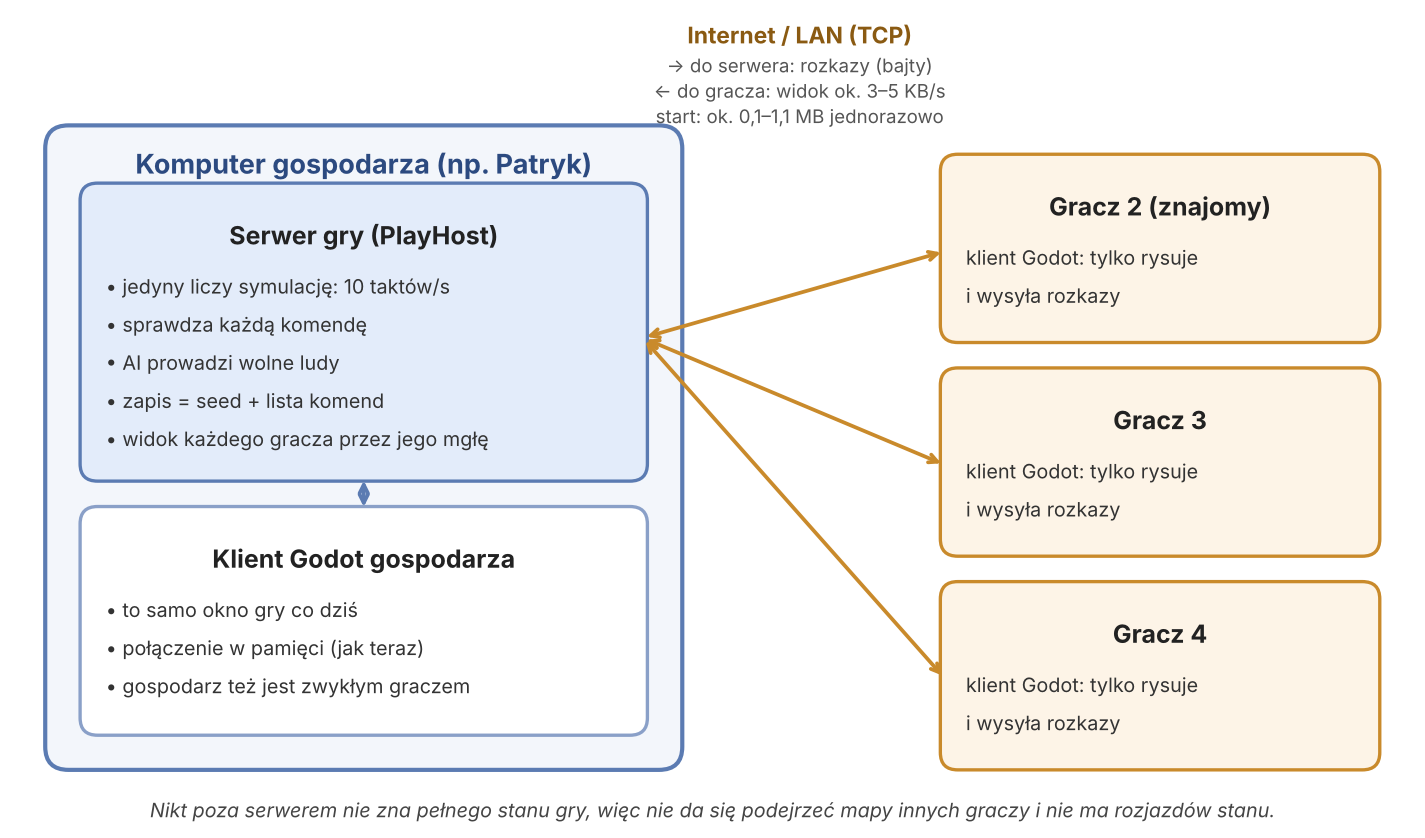 Internet / LAN (TCP)
→ do serwera: rozkazy (bajty)
← do gracza: widok ok. 3–5 KB/s
start: ok. 0,1–1,1 MB jednorazowo
Komputer gospodarza (np. Patryk)
Serwer gry (PlayHost)
• jedyny liczy symulację: 10 taktów/s
• sprawdza każdą komendę
• AI prowadzi wolne ludy
• zapis = seed + lista komend
• widok każdego gracza przez jego mgłę
Klient Godot gospodarza
• to samo okno gry co dziś
• połączenie w pamięci (jak teraz)
• gospodarz też jest zwykłym graczem
Gracz 2 (znajomy)
klient Godot: tylko rysuje
i wysyła rozkazy
Gracz 3
klient Godot: tylko rysuje
i wysyła rozkazy
Gracz 4
klient Godot: tylko rysuje
i wysyła rozkazy
Nikt poza serwerem nie zna pełnego stanu gry, więc nie da się podejrzeć mapy innych graczy i nie ma rozjazdów stanu.